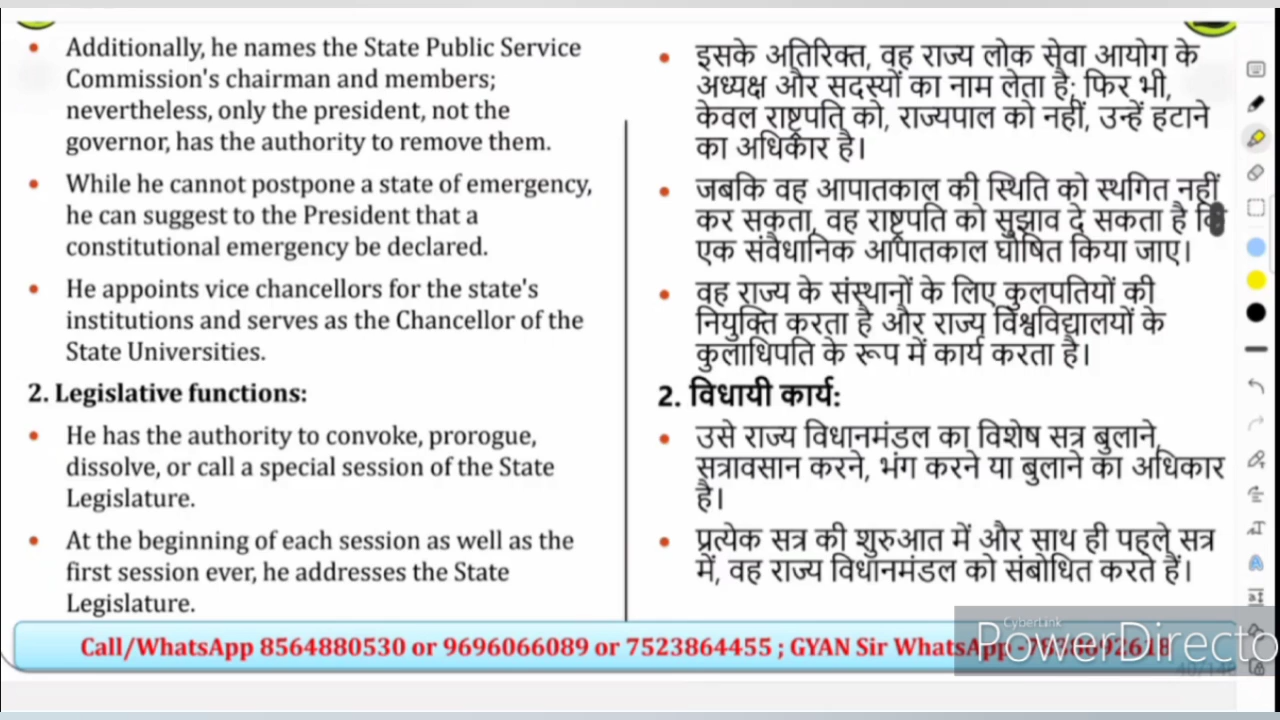 Additionally, he names the State Public Service
Commission's chairman and members;
nevertheless, only the president, not the
governor, has the authority to remove them.
While he cannot postpone a state of emergency,
he can suggest to the President that a
constitutional emergency be declared.
He appoints vice chancellors for the state's
institutions and serves as the Chancellor of the
State Universities.
2. Legislative functions:
He has the authority to convoke, prorogue,
dissolve, or call a special session of the State
Legislature.
At the beginning of each session as well as the
first session ever, he addresses the State
Legislature.
इसके अतिरिक्त, वह राज्य लोक सेवा आयोग के
अध्यक्ष और सदस्यों का नाम लेता है; फिर भी,
केवल राष्ट्रपति को, राज्यपाल को नहीं, उन्हें हटाने
का अधिकार है।
जबकि वह आपातकाल की स्थिति को स्थगित नहीं
कर सकता, वह राष्ट्रपति को सुझाव दे सकता है
एक संवैधानिक आपातकाल घोषित किया जाए।
वह राज्य के संस्थानों के लिए कुलपतियों की
नियुक्ति करता है और राज्य विश्वविद्यालयों के
कुलाधिपति के रूप में कार्य करता है।
2. विधायी कार्य:
उसे राज्य विधानमंडल का विशेष सत्र बुलाने,
सत्रावसान करने, भंग करने या बुलाने का अधिकार
है।
प्रत्येक सत्र की शुरुआत में और साथ ही पहले सत्र
में, वह राज्य विधानमंडल को संबोधित करते हैं।
Call/WhatsApp 8564880530 or 9696066089 or 7523864455 ; GYAN Sir WhatsApp
CyberLink
PowerDirecto